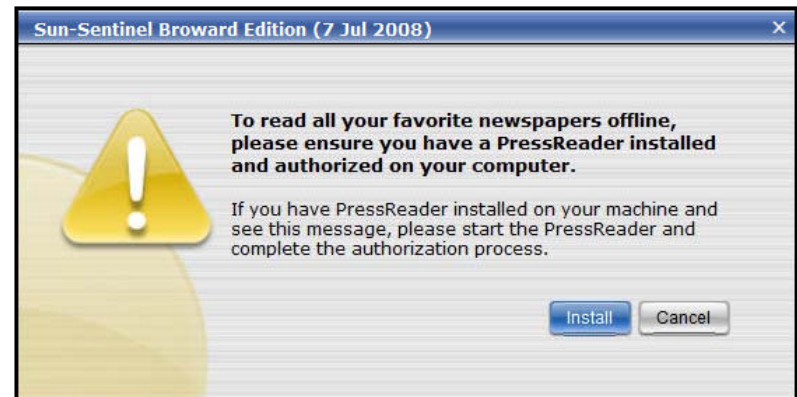 Sun-Sentinel Broward Edition (7 Jul 2008)
To read all your favorite newspapers offline,
please ensure you have a PressReader installed
and authorized on your computer.
If you have PressReader installed on your machine and
see this message, please start the PressReader and
complete the authorization process.
Install Cancel